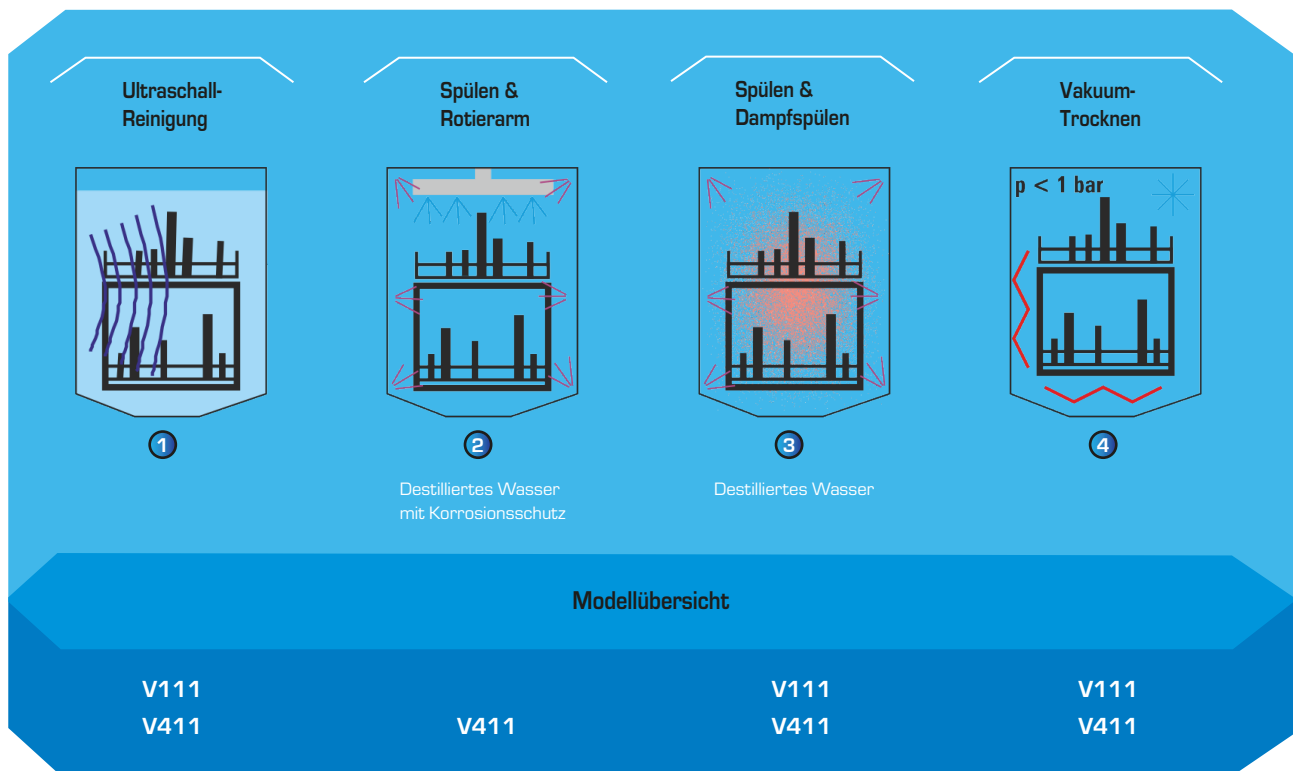 Ultraschall-
Reinigung
Spülen &
Rotierarm
Spülen &
Dampfspülen
Vakuum-
Trocknen
p < 1 bar
1
2
3
4
Destilliertes Wasser
mit Korrosionsschutz
Destilliertes Wasser
Modellübersicht
V111
V411
V411
V111
V411
V111
V411